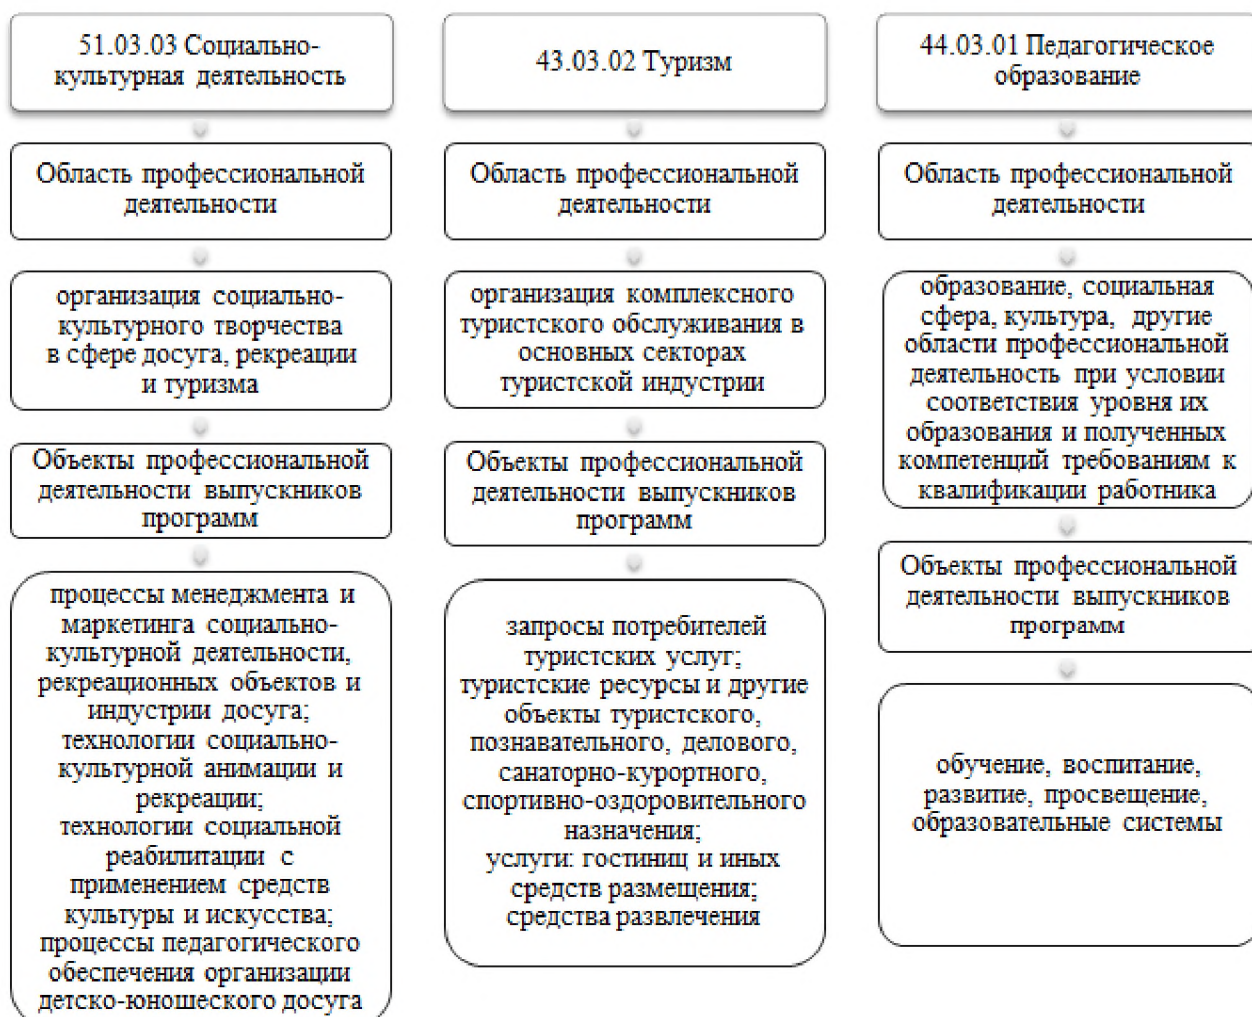 51.03.03 Социально-
культурная деятельность
Область профессиональной
деятельности
организация социально-
культурного творчества
в сфере досуга, рекреации
и туризма
Объекты профессиональной
деятельности выпускников
программ
процессы менеджмента и
маркетинга социально-
культурной деятельности,
рекреационных объектов и
индустрии досуга;
технологии социально-
культурной анимации и
рекреации;
технологии социальной
реабилитации с
применением средств
культуры и искусства;
процессы педагогического
обеспечения организации
детско-юношеского досуга
43.03.02 Туризм
Область профессиональной
деятельности
организация комплексного
туристского обслуживания в
основных секторах
туристской индустрии
Объекты профессиональной
деятельности выпускников
программ
запросы потребителей
туристских услуг;
туристские ресурсы и другие
объекты туристского,
познавательного, делового,
санаторно-курортного,
спортивно-оздоровительного
назначения;
услуги: гостиниц и иных
средств размещения;
средства развлечения
44.03.01 Педагогическое
образование
Область профессиональной
деятельности
образование, социальная
сфера, культура, другие
области профессиональной
деятельность при условии
соответствия уровня их
образования и полученных
компетенций требованиям к
квалификации работника
Объекты профессиональной
деятельности выпускников
программ
обучение, воспитание,
развитие, просвещение,
образовательные системы